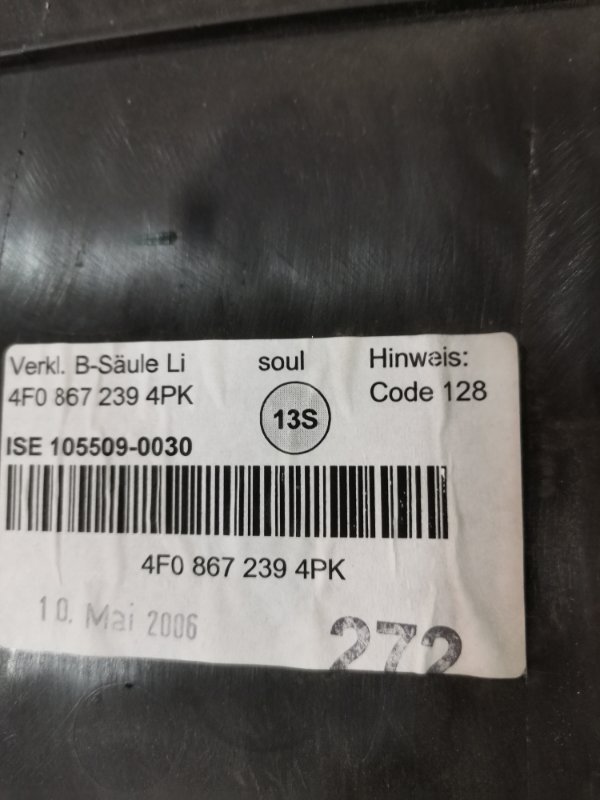 Verkl. B-Säule Li
4F0 867 239 4PK
soul
13S
Hinweis:
Code 128
ISE 105509-0030
4F0 867 239 4PK
10. Mai 2006
272